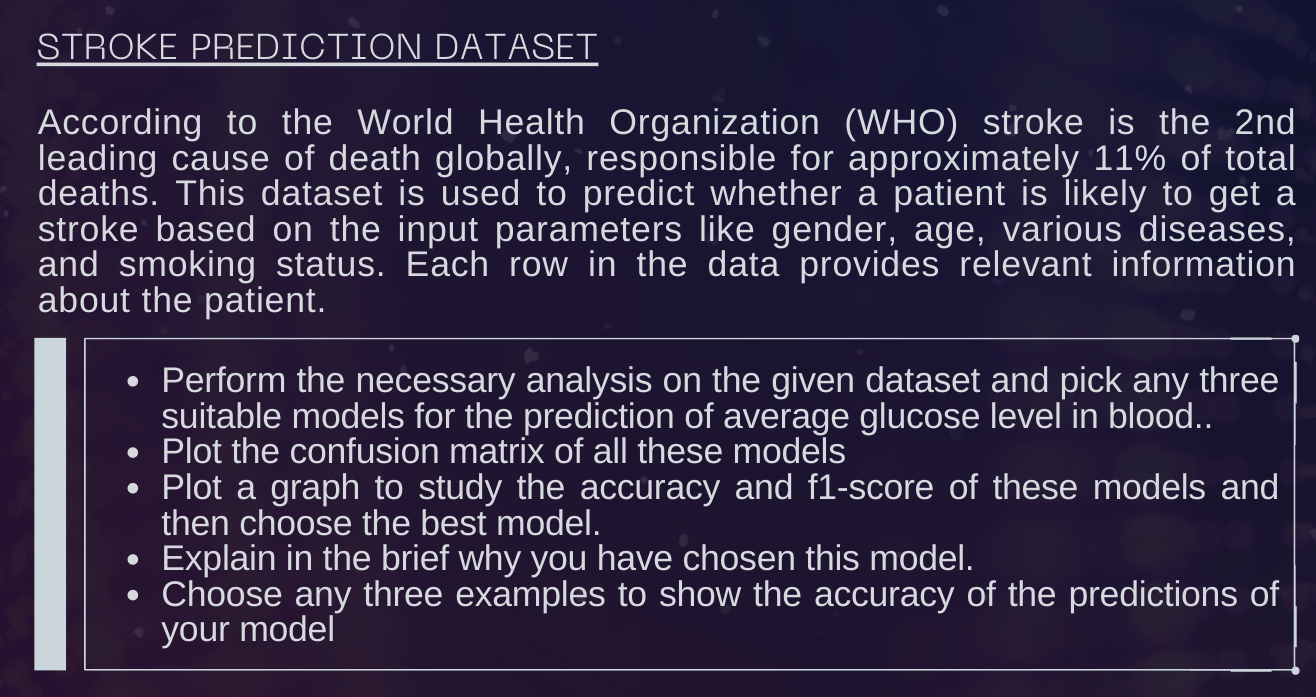 STROKE PREDICTION DATASET
According to the World Health Organization (WHO) stroke is the 2nd
leading cause of death globally, responsible for approximately 11% of total
deaths. This dataset is used to predict whether a patient is likely to get a
stroke based on the input parameters like gender, age, various diseases,
and smoking status. Each row in the data provides relevant information
about the patient.
• Perform the necessary analysis on the given dataset and pick any three
suitable models for the prediction of average glucose level in blood..
• Plot the confusion matrix of all these models
• Plot a graph to study the accuracy and f1-score of these models and
then choose the best model.
• Explain in the brief why you have chosen this model.
• Choose any three examples to show the accuracy of the predictions of
your model